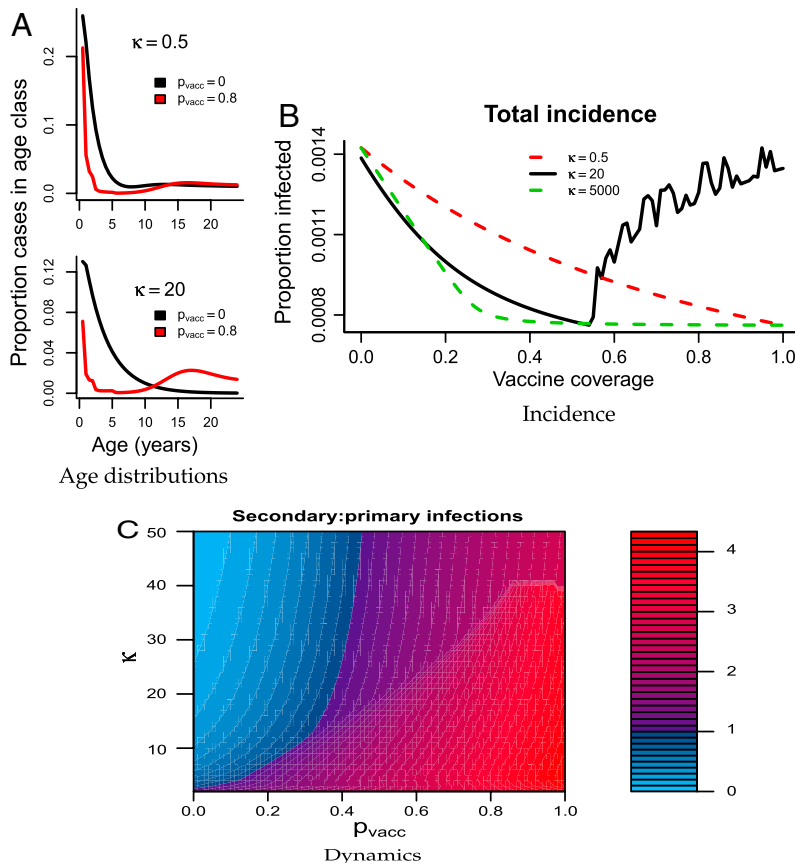 A
κ = 0.5
p_vacc = 0
p_vacc = 0.8
0.0
0.1
0.2
0 5 10 15 20
κ = 20
p_vacc = 0
p_vacc = 0.8
0.00
0.04
0.08
0.12
0 5 10 15 20
Proportion cases in age class
Age (years)
Age distributions
B
Total incidence
κ = 0.5
κ = 20
κ = 5000
Proportion infected
0.0014
0.0011
0.0008
0.0 0.2 0.4 0.6 0.8 1.0
Vaccine coverage
Incidence
C
Secondary:primary infections
κ
50
40
30
20
10
0.0 0.2 0.4 0.6 0.8 1.0
p_vacc
4
3
2
1
0
Dynamics